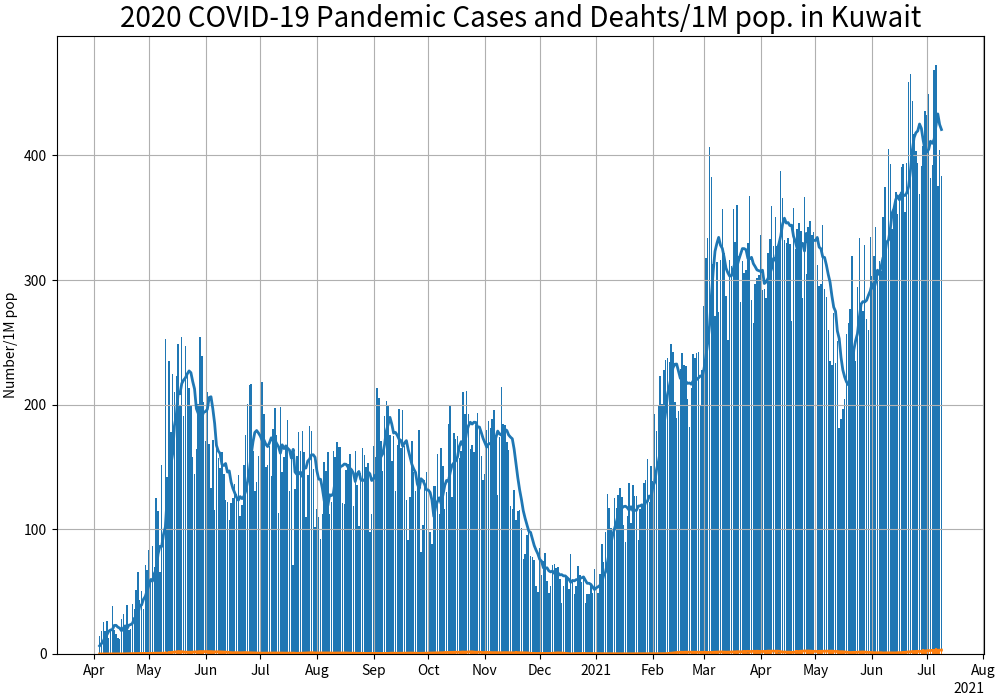 2020 COVID-19 Pandemic Cases and Deahts/1M pop. in Kuwait
Number/1M pop
400
300
200
100
0
Apr May Jun Jul Aug Sep Oct Nov Dec 2021 Feb Mar Apr May Jun Jul Aug
2021